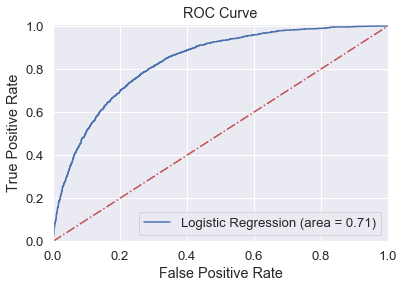 ROC Curve
1.0
0.8
0.6
0.4
0.2
0.0
True Positive Rate
Logistic Regression (area = 0.71)
0.0 0.2 0.4 0.6 0.8 1.0
False Positive Rate